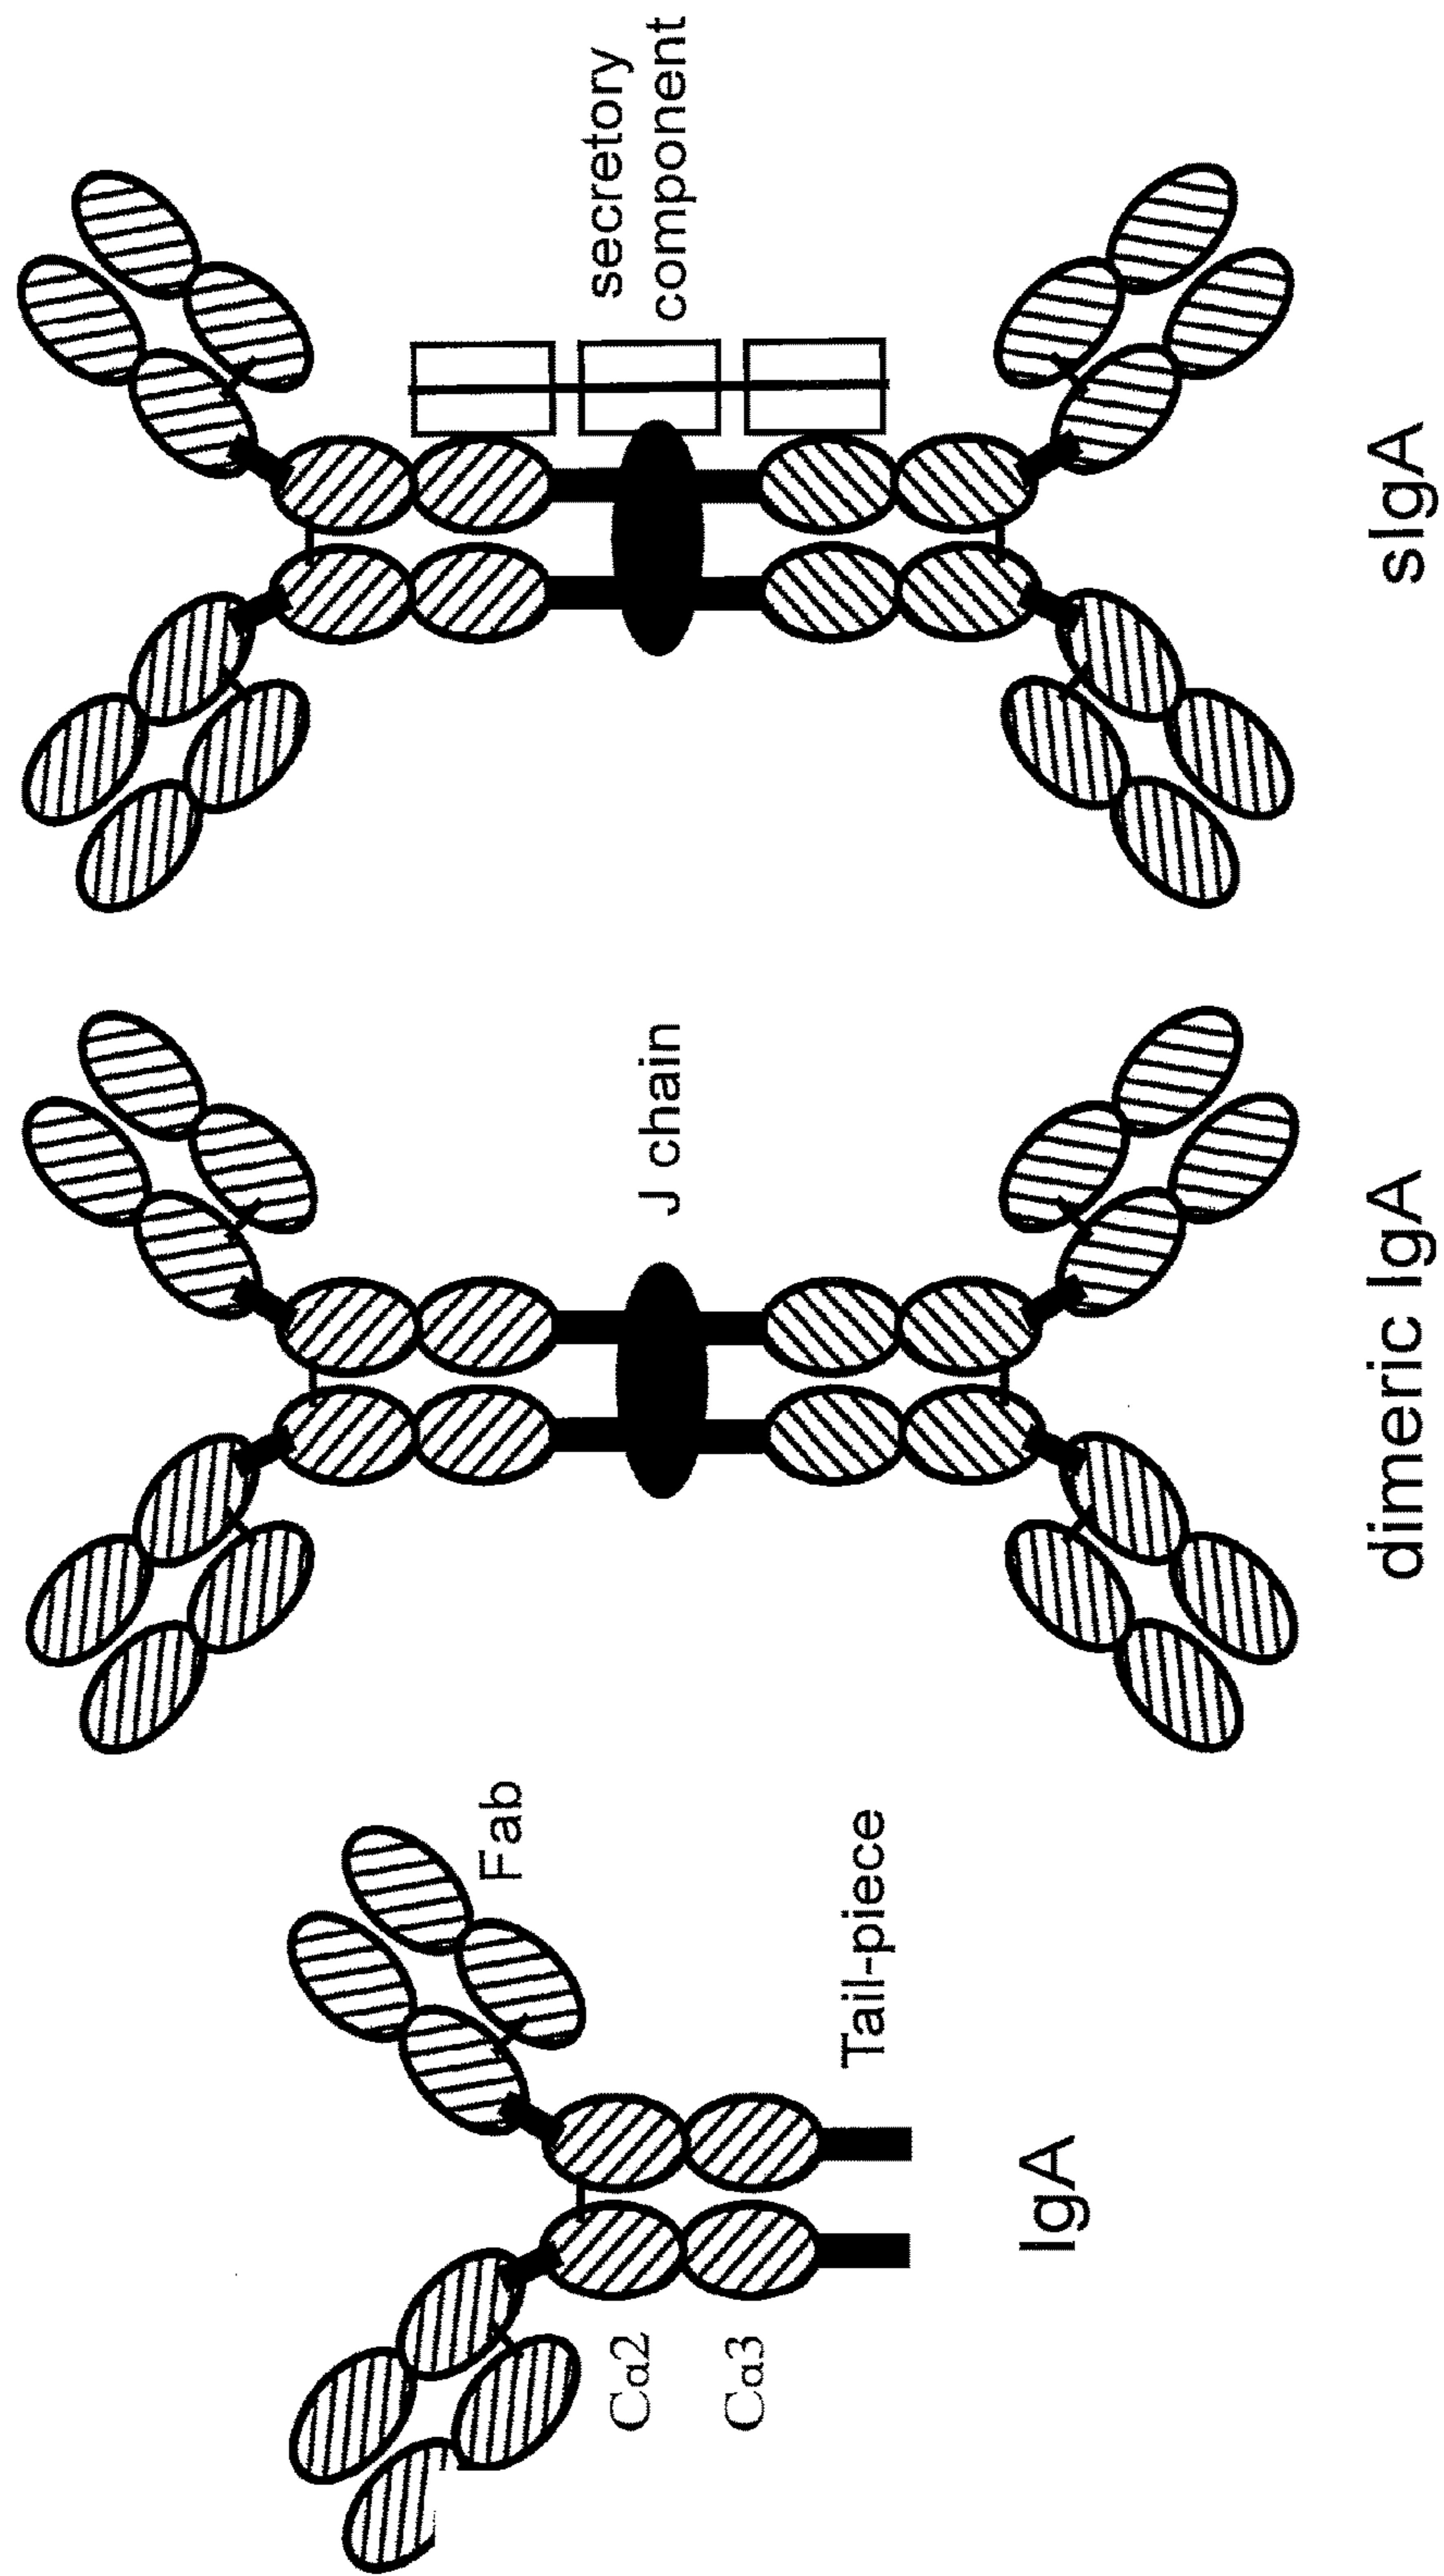 Fab
Cα2
Cα3
Tail-piece
IgA
J chain
dimeric IgA
secretory
component
sIgA